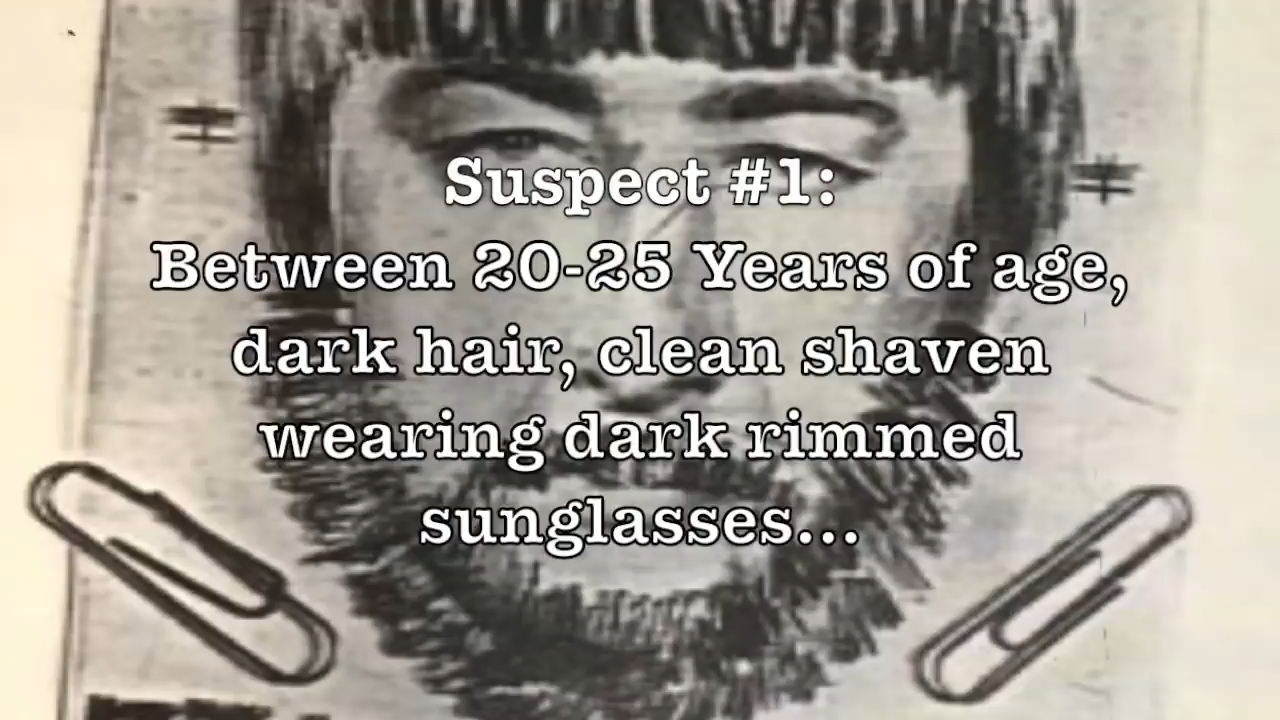 Suspect #1:
Between 20-25 Years of age,
dark hair, clean shaven
wearing dark rimmed
sunglasses...